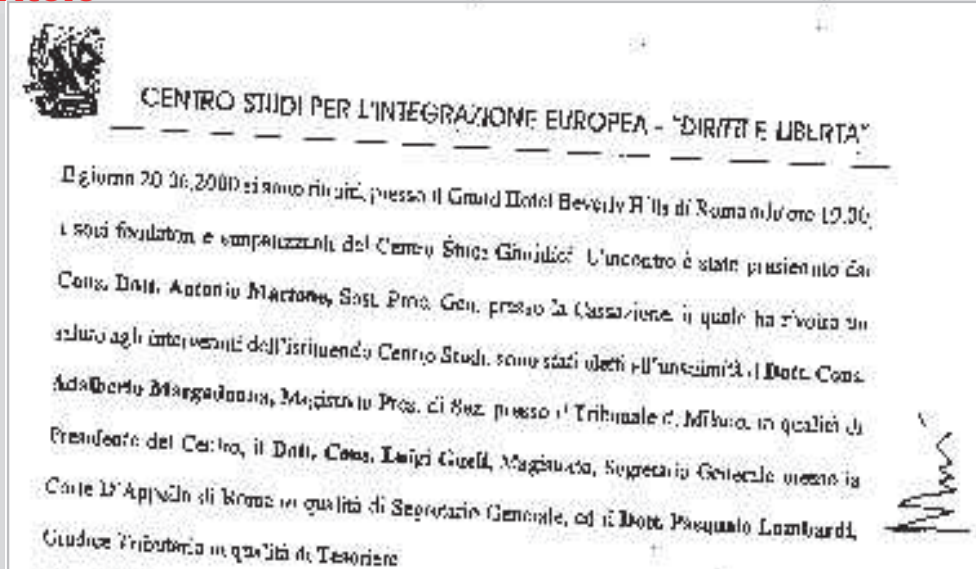 CENTRO STUDI PER L'INTEGRAZIONE EUROPEA - "DIRITTI E LIBERTA"
Il giorno 20.06.2000 si sono riuniti, presso il Grand Hotel Beverly Hills di Roma alle ore 19,30,
i soci fondatori e simpatizzanti del Centro Studi Giuridici. L'incontro è stato presieduto dal
Cons. Dott. Antonio Martone, Sost. Proc. Gen. presso la Cassazione, il quale ha rivolto un
saluto agli intervenuti dell'istituendo Centro Studi, sono stati eletti all'unanimità il Dott. Cons.
Adalberto Margadonna, Magistrato Pres. di Sez. presso il Tribunale di Milano, in qualità di
Presidente del Centro, il Dott. Cons. Luigi Magistrato, Segretario Generale presso la
Corte D'Appello di Roma in qualità di Segretario Generale, ed il Dott. Pasquale Lombardi,
Giudice Tributario in qualità di Tesoriere